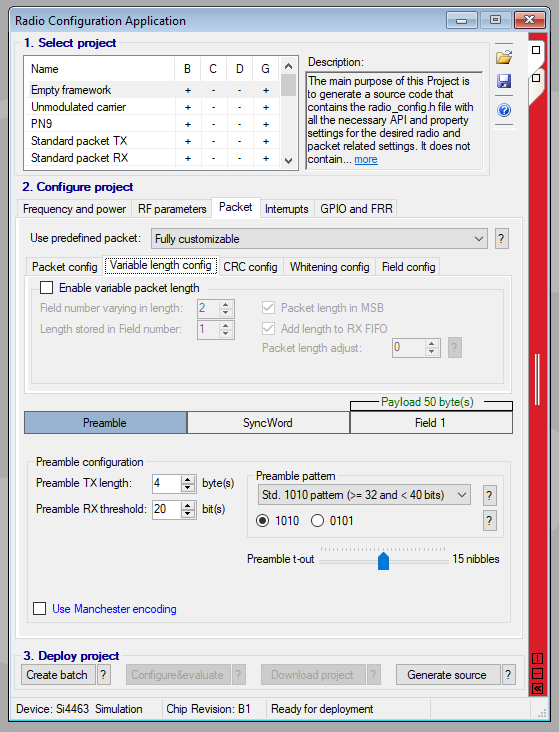 Radio Configuration Application
1. Select project
Name B C D G
Empty framework + - - +
Unmodulated carrier + - - +
PN9 + - - +
Standard packet TX + - - +
Standard packet RX + - - +
Description:
The main purpose of this Project is
to generate a source code that
contains the radio_config.h file with
all the necessary API and property
settings for the desired radio and
packet related settings. It does not
contain... more
?
2. Configure project
Frequency and power RF parameters Packet Interrupts GPIO and FRR
Use predefined packet: Fully customizable ?
Packet config Variable length config CRC config Whitening config Field config
Enable variable packet length
Field number varying in length: 2 Packet length in MSB
Length stored in Field number: 1 Add length to RX FIFO
Packet length adjust: 0 ?
Payload 50 byte(s)
Preamble SyncWord Field 1
Preamble configuration
Preamble TX length: 4 byte(s)
Preamble RX threshold: 20 bit(s)
Preamble pattern
Std. 1010 pattern (>= 32 and < 40 bits) ?
1010 0101 ?
Preamble t-out 15 nibbles
Use Manchester encoding
3. Deploy project
Create batch ? Configure&evaluate ? Download project ? Generate source ?
Device: Si4463 Simulation Chip Revision: B1 Ready for deployment